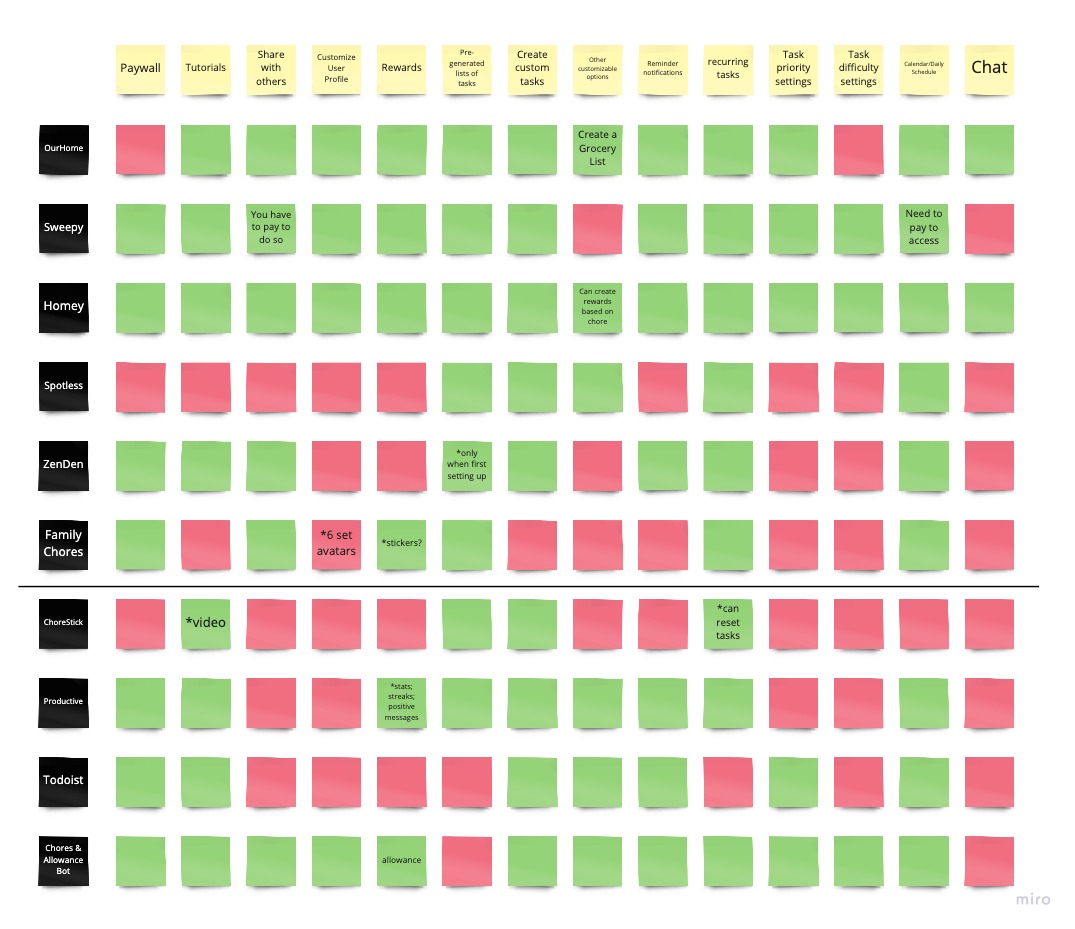 Paywall
Tutorials
Share
with
others
Customize
User
Profile
Rewards
Pre-
generated
lists of
tasks
Create
custom
tasks
Other
customizable
options
Reminder
notifications
recurring
tasks
Task
priority
settings
Task
difficulty
settings
Calendar/Daily
Schedule
Chat
OurHome
Create a
Grocery
List
Sweepy
You have
to pay to
do so
Need to
pay to
access
Homey
Can create
rewards
based on
chore
Spotless
ZenDen
*only
when first
setting up
Family
Chores
*6 set
avatars
*stickers?
ChoreStick
*video
*can
reset
tasks
Productive
*stats;
streaks;
positive
messages
Todoist
Chores &
Allowance
Bot
allowance
miro